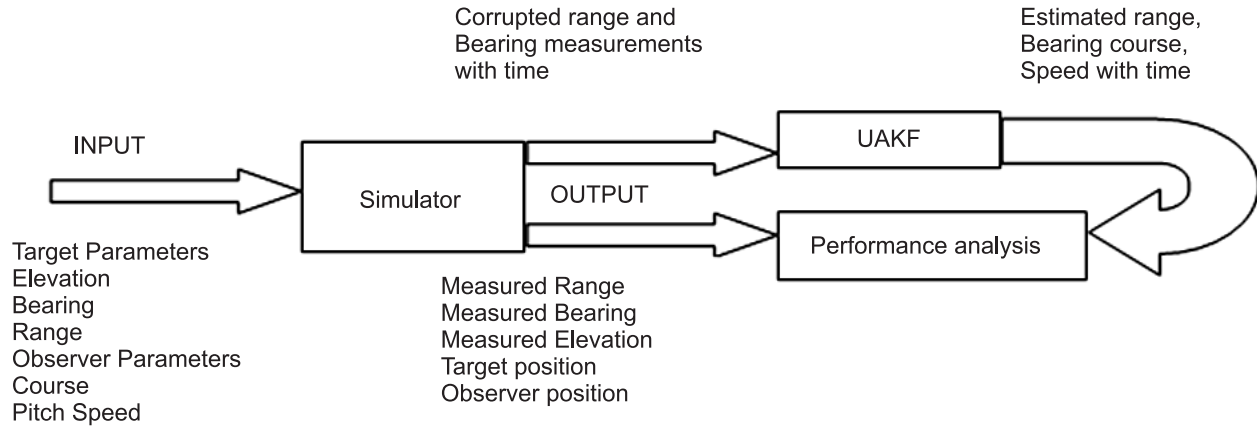 Corrupted range and
Bearing measurements
with time
Estimated range,
Bearing course,
Speed with time
INPUT
UAKF
Simulator
OUTPUT
Performance analysis
Target Parameters
Elevation
Bearing
Range
Observer Parameters
Course
Pitch Speed
Measured Range
Measured Bearing
Measured Elevation
Target position
Observer position